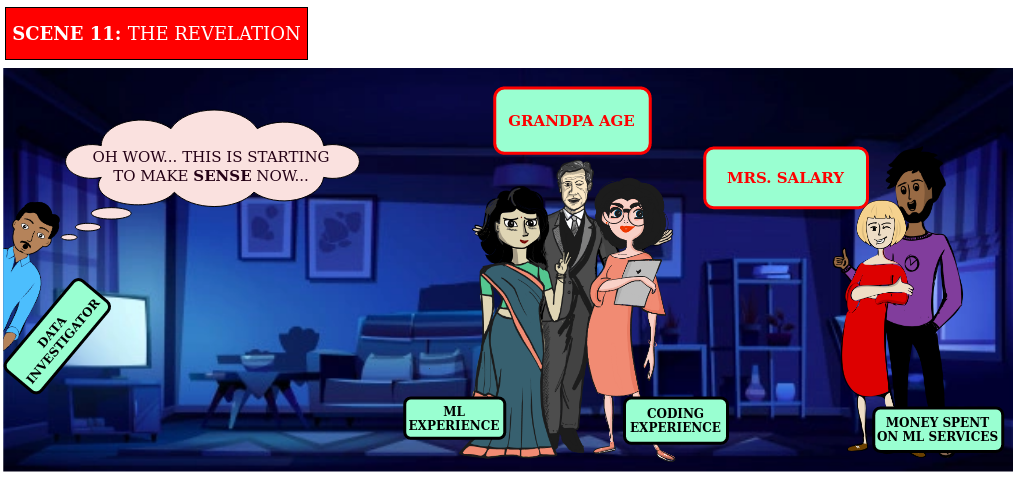 SCENE 11: THE REVELATION
OH WOW... THIS IS STARTING
TO MAKE SENSE NOW...
GRANDPA AGE
MRS. SALARY
DATA
INVESTIGATOR
ML
EXPERIENCE
CODING
EXPERIENCE
MONEY SPENT
ON ML SERVICES